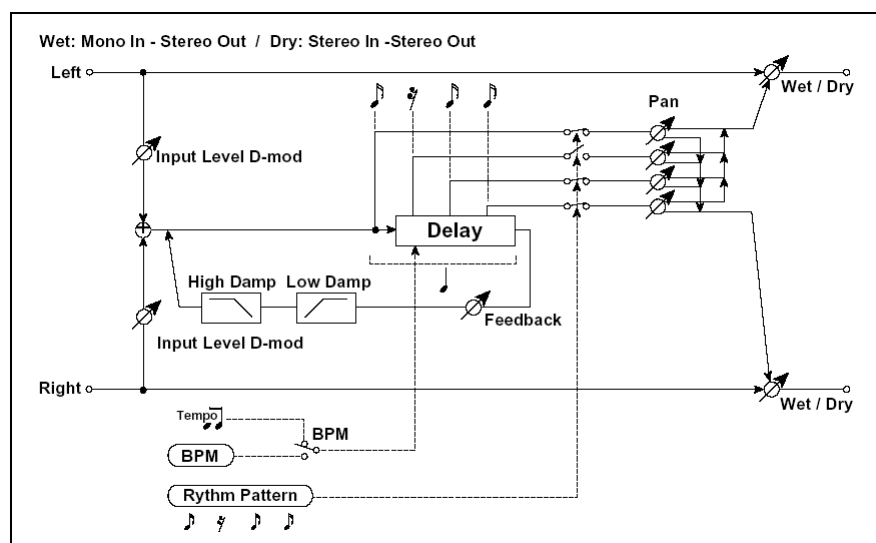 Wet: Mono In - Stereo Out / Dry: Stereo In -Stereo Out
Left
Wet / Dry
Pan
Input Level D-mod
Delay
High Damp Low Damp
Feedback
Input Level D-mod
Right
Wet / Dry
Tempo
BPM
BPM
Rythm Pattern